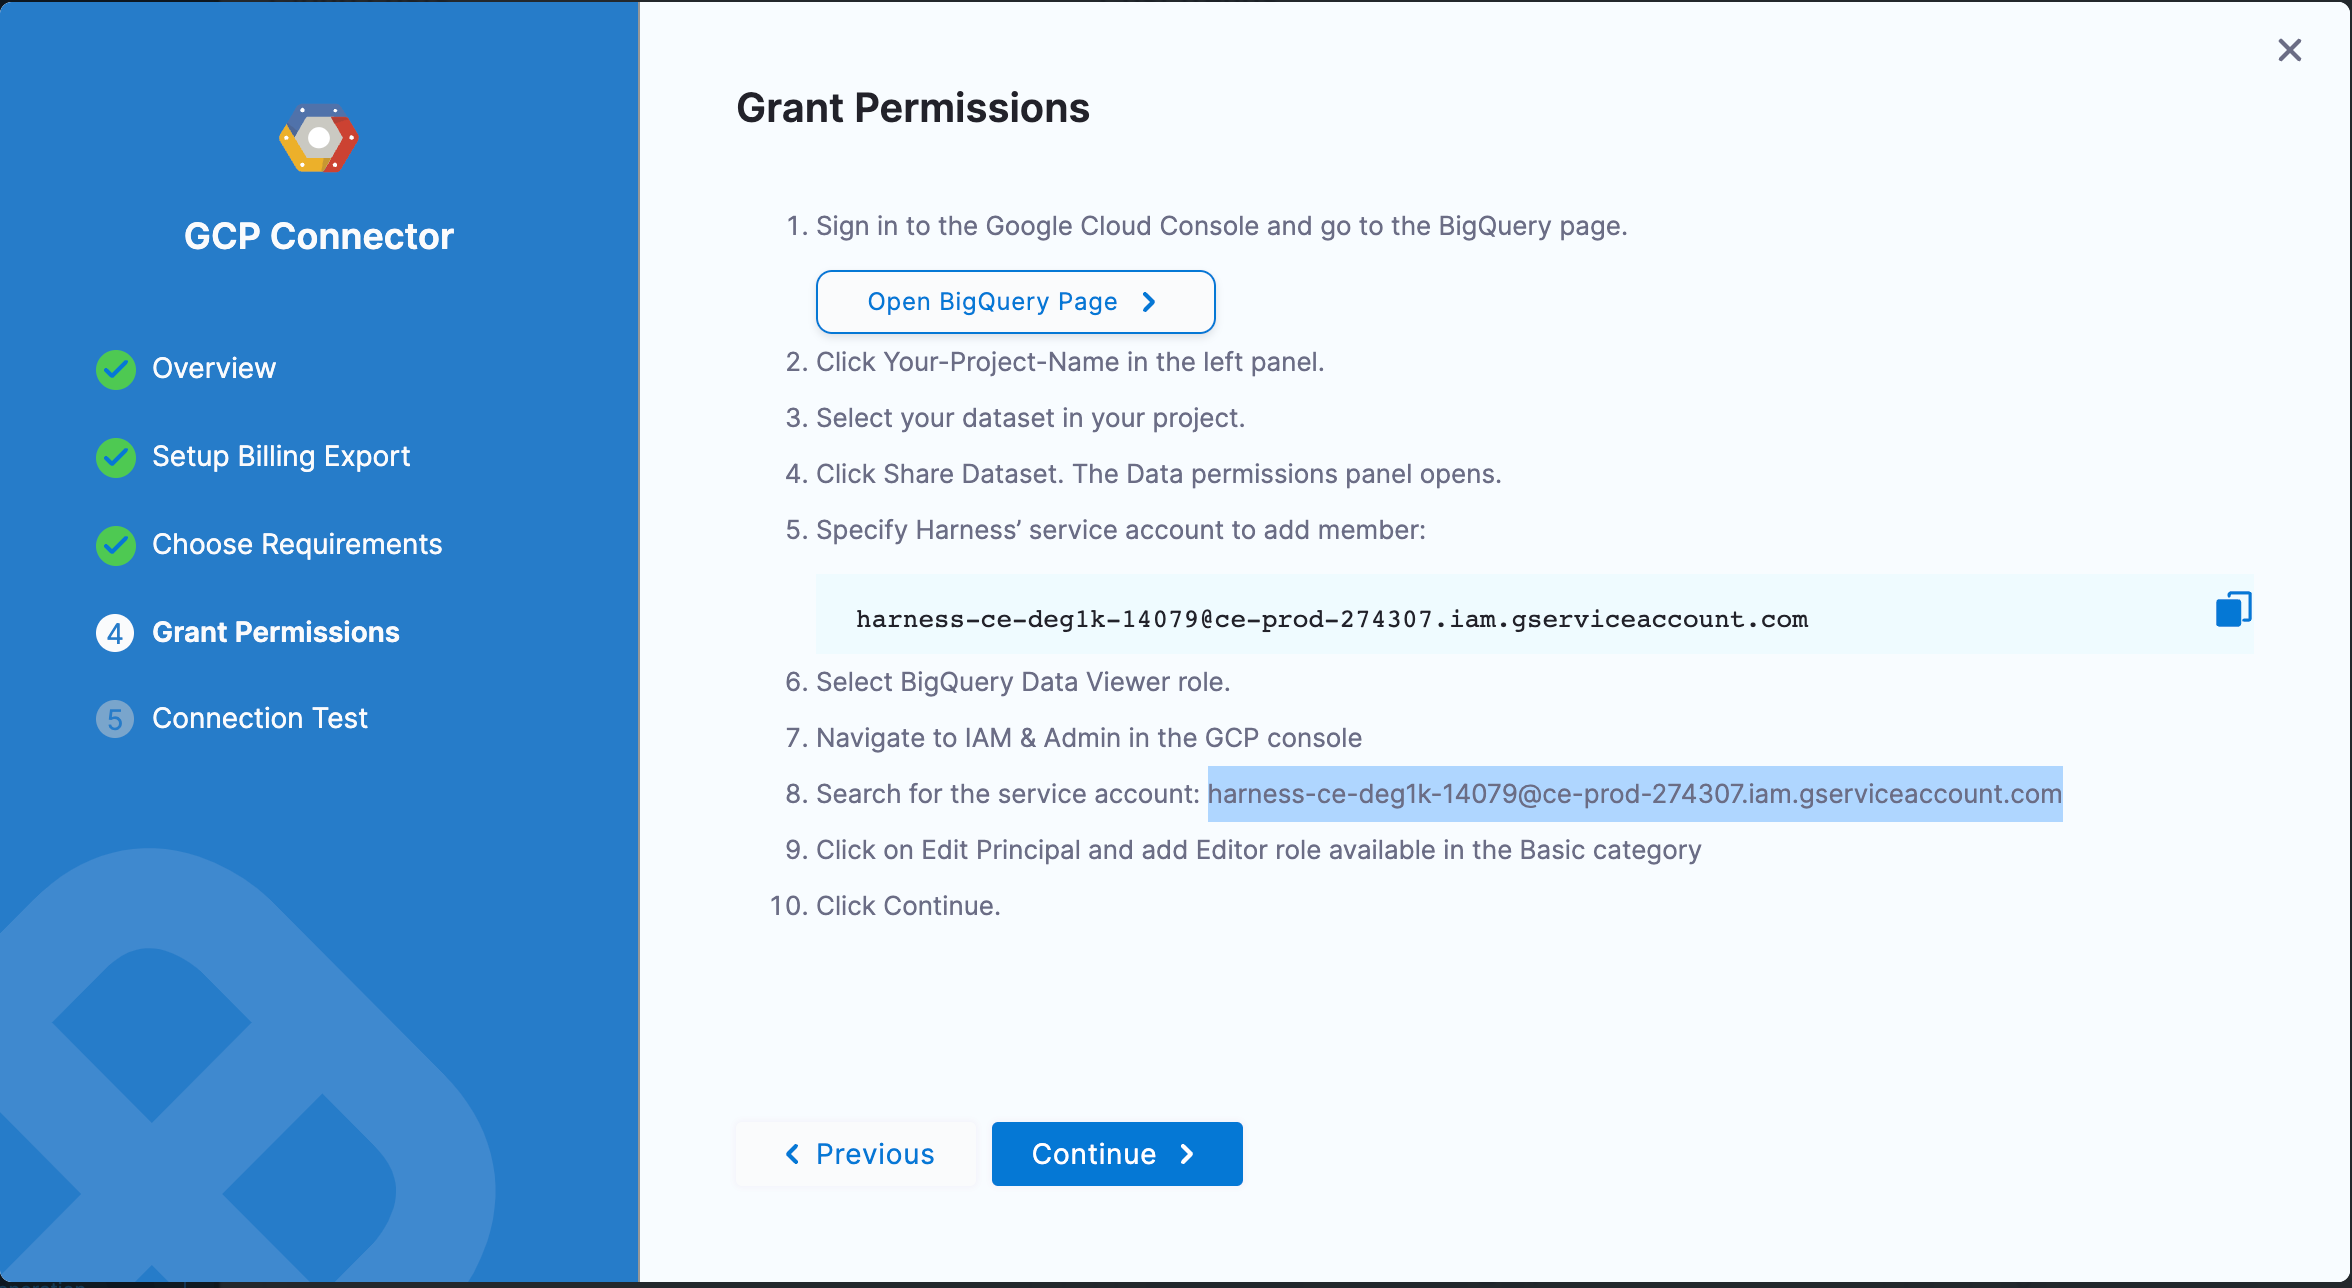 GCP Connector
Overview
Setup Billing Export
Choose Requirements
4 Grant Permissions
5 Connection Test
Grant Permissions
1. Sign in to the Google Cloud Console and go to the BigQuery page.
Open BigQuery Page
2. Click Your-Project-Name in the left panel.
3. Select your dataset in your project.
4. Click Share Dataset. The Data permissions panel opens.
5. Specify Harness’ service account to add member:
harness-ce-deg1k-14079@ce-prod-274307.iam.gserviceaccount.com
6. Select BigQuery Data Viewer role.
7. Navigate to IAM & Admin in the GCP console
8. Search for the service account: harness-ce-deg1k-14079@ce-prod-274307.iam.gserviceaccount.com
9. Click on Edit Principal and add Editor role available in the Basic category
10. Click Continue.
Previous
Continue